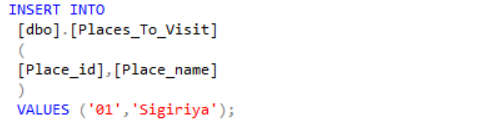 INSERT INTO
[dbo].[Places_To_Visit]
(
[Place_id],[Place_name]
)
VALUES ('01','Sigiriya');